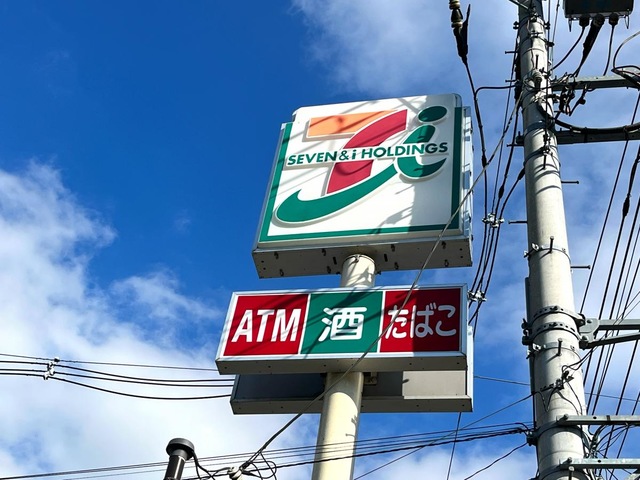 SEVEN & i HOLDINGS
ATM 酒 たばこ